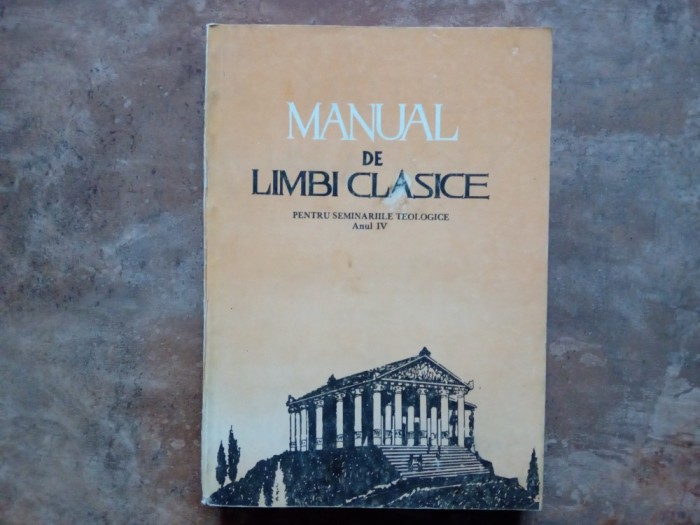 MANUAL
DE
LIMBI CLASICE
PENTRU SEMINARIILE TEOLOGICE
Anul IV